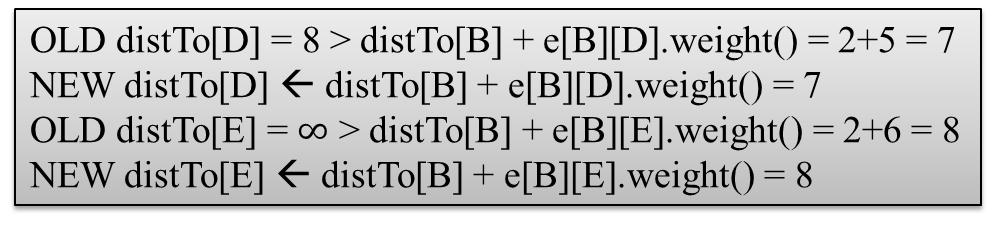 OLD distTo[D] = 8 > distTo[B] + e[B][D].weight() = 2+5 = 7
NEW distTo[D] ← distTo[B] + e[B][D].weight() = 7
OLD distTo[E] = ∞ > distTo[B] + e[B][E].weight() = 2+6 = 8
NEW distTo[E] ← distTo[B] + e[B][E].weight() = 8